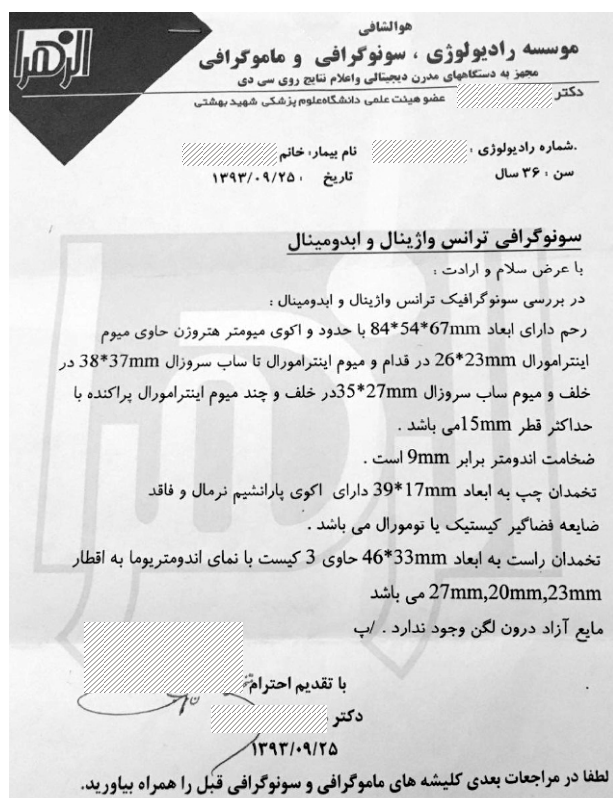 الزهرا
هوالشافی
موسسه رادیولوژی ، سونوگرافی و ماموگرافی
مجهز به دستگاههای مدرن دیجیتالی واعلام نتایج روی سی دی
دکتر عضو هیئت علمی دانشگاه‌علوم پزشکی شهید بهشتی
شماره رادیولوژی : نام بیمار: خانم
سن : ۳۶ سال تاریخ : ۱۳۹۳/۰۹/۲۵
سونوگرافی ترانس واژینال و ابدومینال
با عرض سلام و ارادت :
در بررسی سونوگرافیک ترانس واژینال و ابدومینال :
رحم دارای ابعاد 84*54*67mm با حدود و اکوی میومتر هتروژن حاوی میوم
اینترامورال 26*23mm در قدام و میوم اینترامورال تا ساب سروزال 38*37mm در
خلف و میوم ساب سروزال 35*27mm در خلف و چند میوم اینترامورال پراکنده با
حداکثر قطر 15mm می باشد .
ضخامت اندومتر برابر 9mm است .
تخمدان چپ به ابعاد 39*17mm دارای اکوی پارانشیم نرمال و فاقد
ضایعه فضاگیر کیستیک یا تومورال می باشد .
تخمدان راست به ابعاد 46*33mm حاوی 3 کیست با نمای اندومتریوما به اقطار
27mm,20mm,23mm می باشد
مایع آزاد درون لگن وجود ندارد . /پ
با تقدیم احترام
دکتر
۱۳۹۳/۰۹/۲۵
لطفا در مراجعات بعدی کلیشه های ماموگرافی و سونوگرافی قبل را همراه بیاورید.